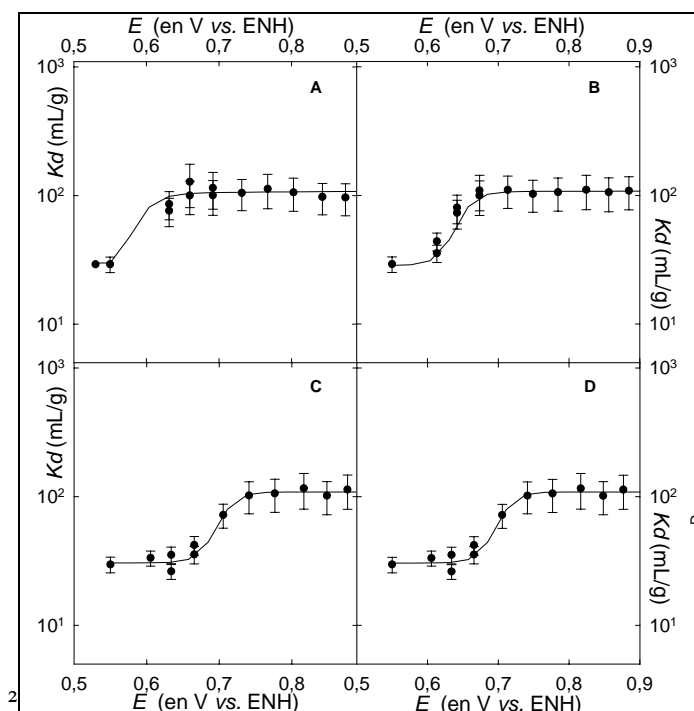 E (en V vs. ENH) E (en V vs. ENH)
0,5 0,6 0,7 0,8 0,5 0,6 0,7 0,8 0,9
10³ A B 10³
Kd (mL/g)
10² 10²
Kd (mL/g)
10¹ 10¹
10³ C D 10³
Kd (mL/g)
10² 10²
Kd (mL/g)
10¹ 10¹
2
0,5 0,6 0,7 0,8 0,5 0,6 0,7 0,8 0,9
E (en V vs. ENH) E (en V vs. ENH)